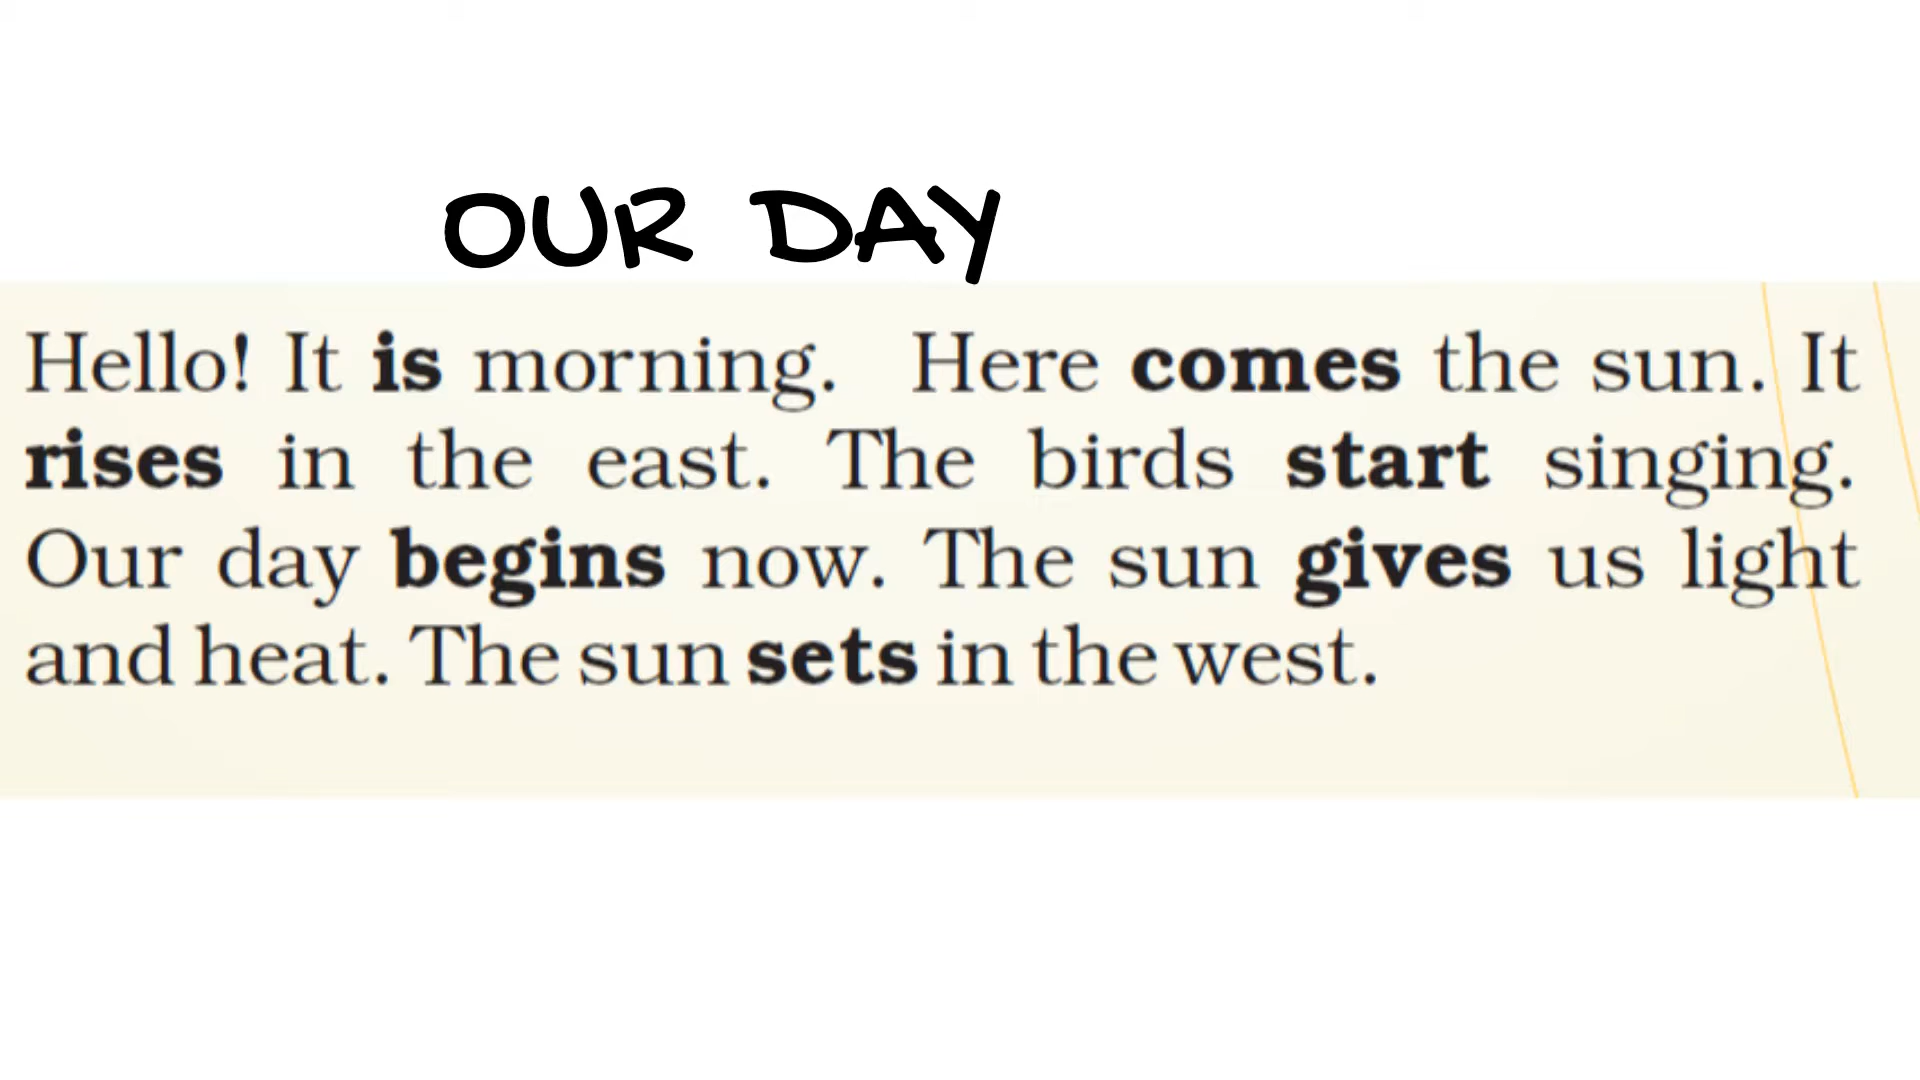 OUR DAY
Hello! It is morning. Here comes the sun. It
rises in the east. The birds start singing.
Our day begins now. The sun gives us light
and heat. The sun sets in the west.